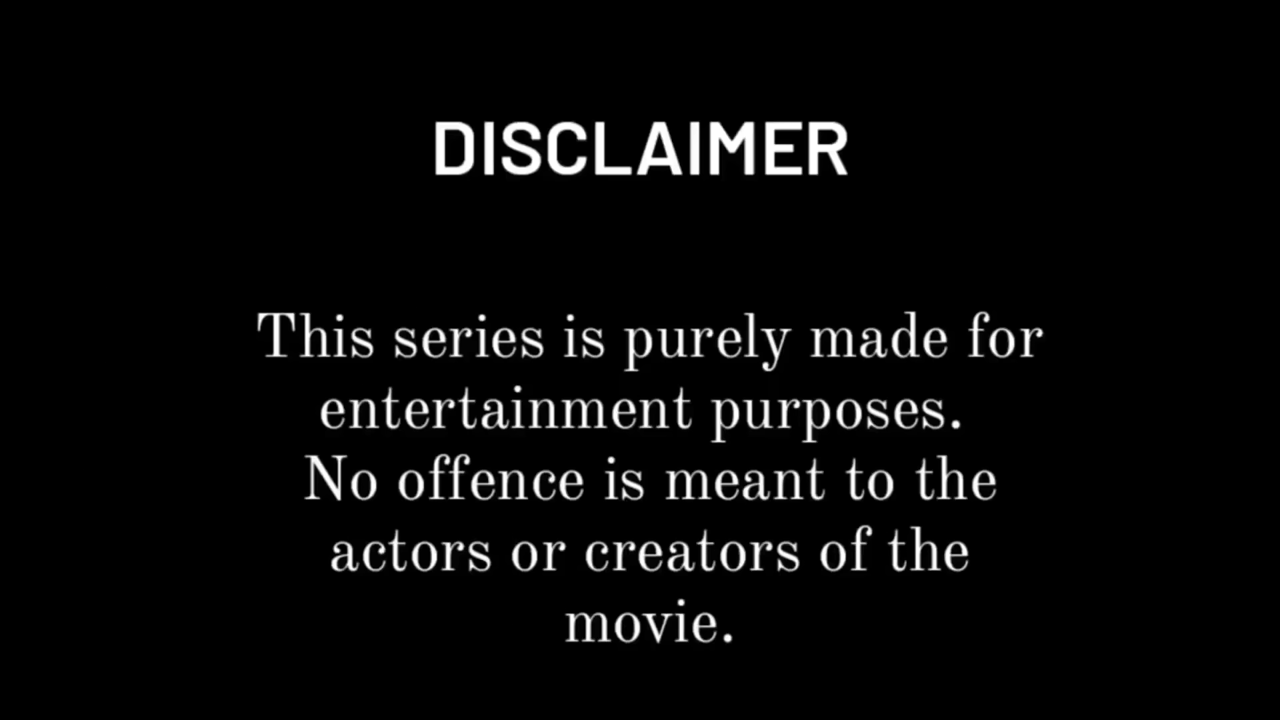 DISCLAIMER
This series is purely made for
entertainment purposes.
No offence is meant to the
actors or creators of the
movie.